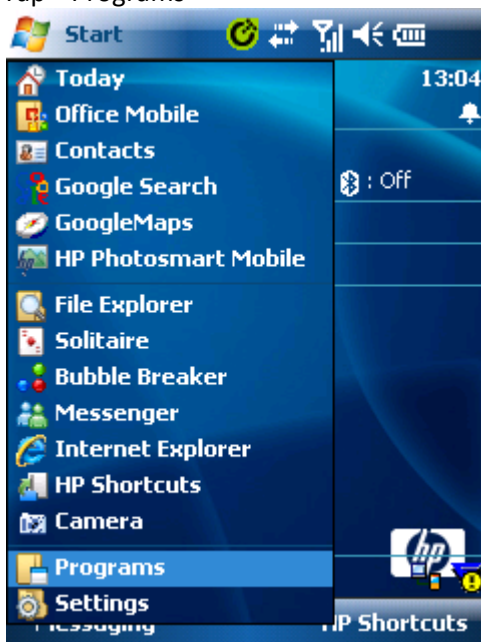 Start
Today
13:04
Office Mobile
Contacts
Google Search
: Off
GoogleMaps
HP Photosmart Mobile
File Explorer
Solitaire
Bubble Breaker
Messenger
Internet Explorer
HP Shortcuts
Camera
hp
Programs
Settings
HP Shortcuts